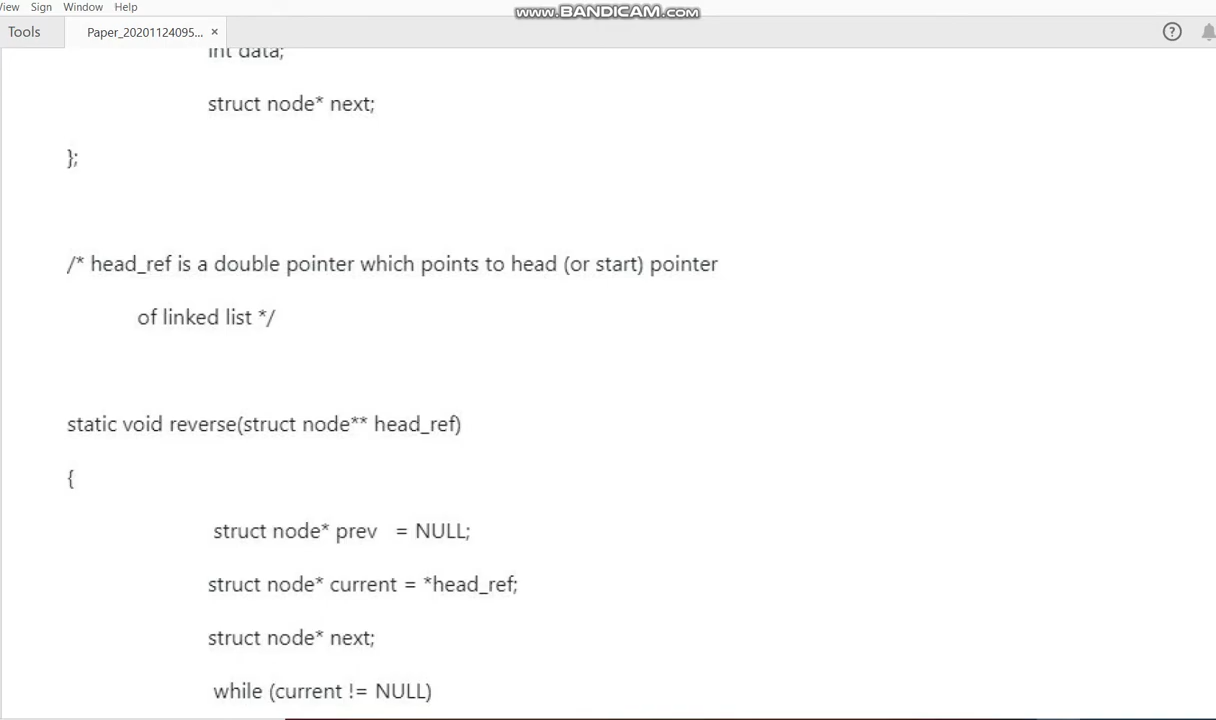 View Sign Window Help
www.BANDICAM.com
Tools Paper_20201124095... ×
int data;
struct node* next;
};
/* head_ref is a double pointer which points to head (or start) pointer
of linked list */
static void reverse(struct node** head_ref)
{
struct node* prev = NULL;
struct node* current = *head_ref;
struct node* next;
while (current != NULL)